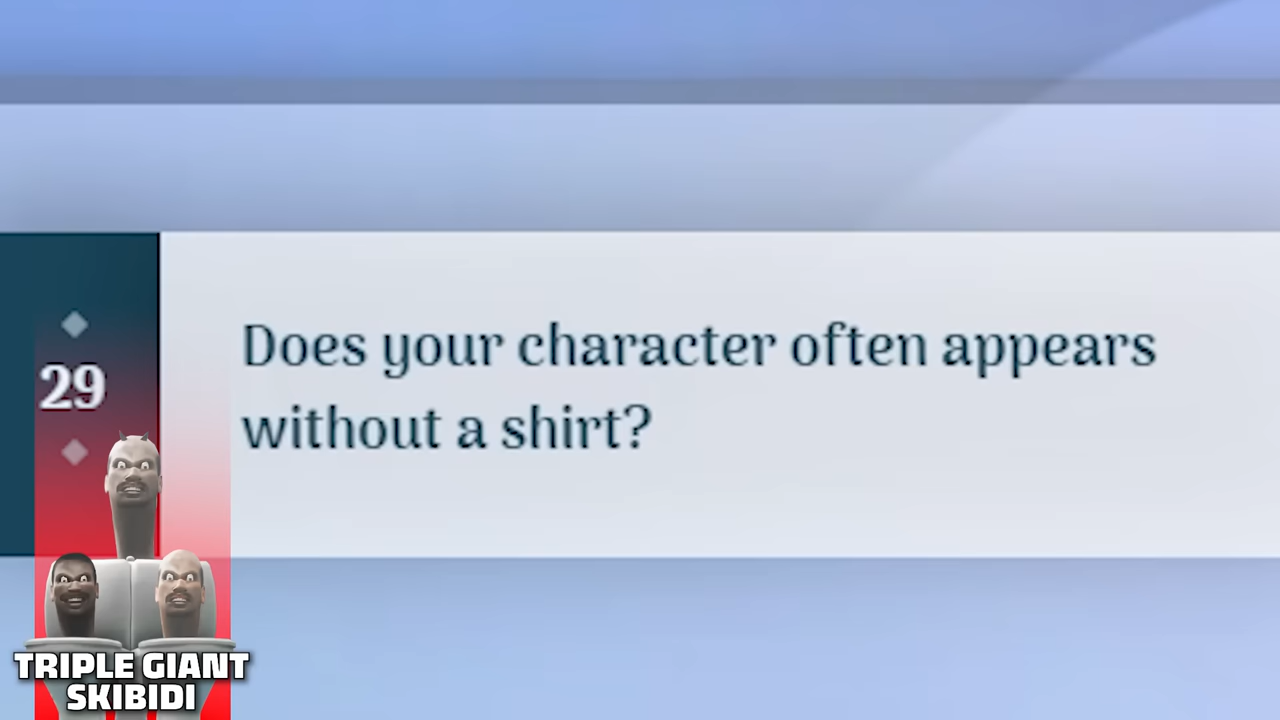 29
Does your character often appears
without a shirt?
TRIPLE GIANT
SKIBIDI